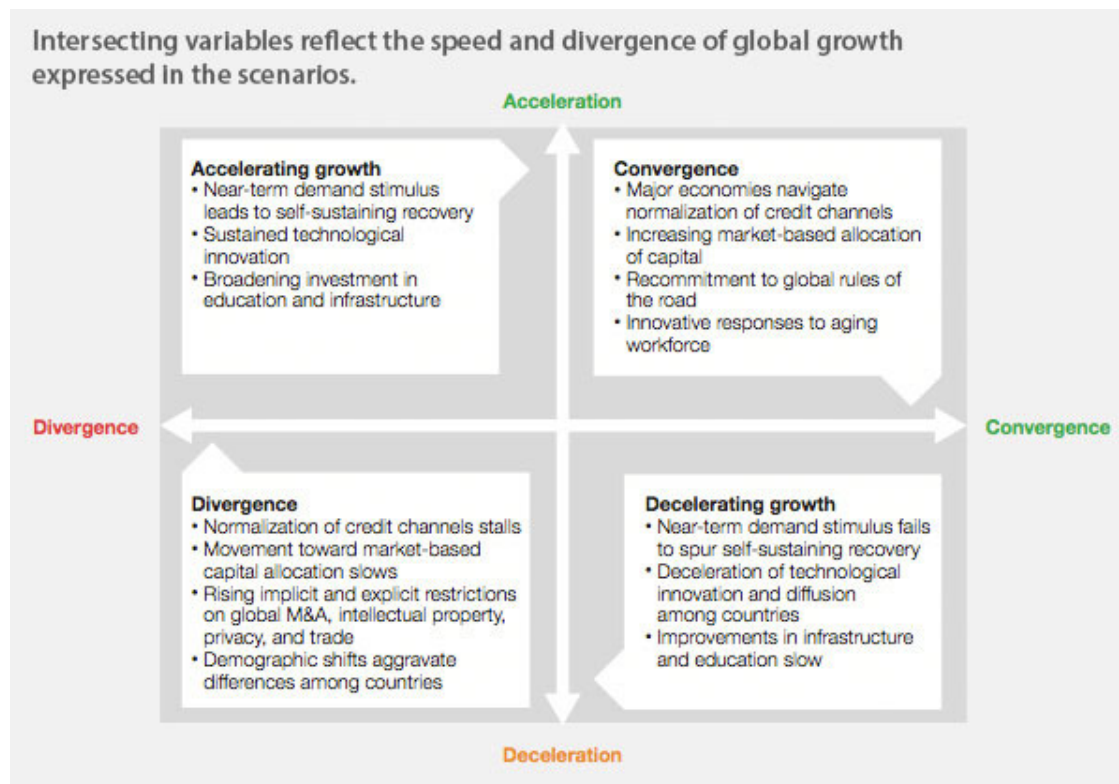 Intersecting variables reflect the speed and divergence of global growth
expressed in the scenarios.
Acceleration
Accelerating growth
• Near-term demand stimulus
leads to self-sustaining recovery
• Sustained technological
innovation
• Broadening investment in
education and infrastructure
Convergence
• Major economies navigate
normalization of credit channels
• Increasing market-based allocation
of capital
• Recommitment to global rules of
the road
• Innovative responses to aging
workforce
Divergence
Convergence
Divergence
• Normalization of credit channels stalls
• Movement toward market-based
capital allocation slows
• Rising implicit and explicit restrictions
on global M&A, intellectual property,
privacy, and trade
• Demographic shifts aggravate
differences among countries
Decelerating growth
• Near-term demand stimulus fails
to spur self-sustaining recovery
• Deceleration of technological
innovation and diffusion
among countries
• Improvements in infrastructure
and education slow
Deceleration